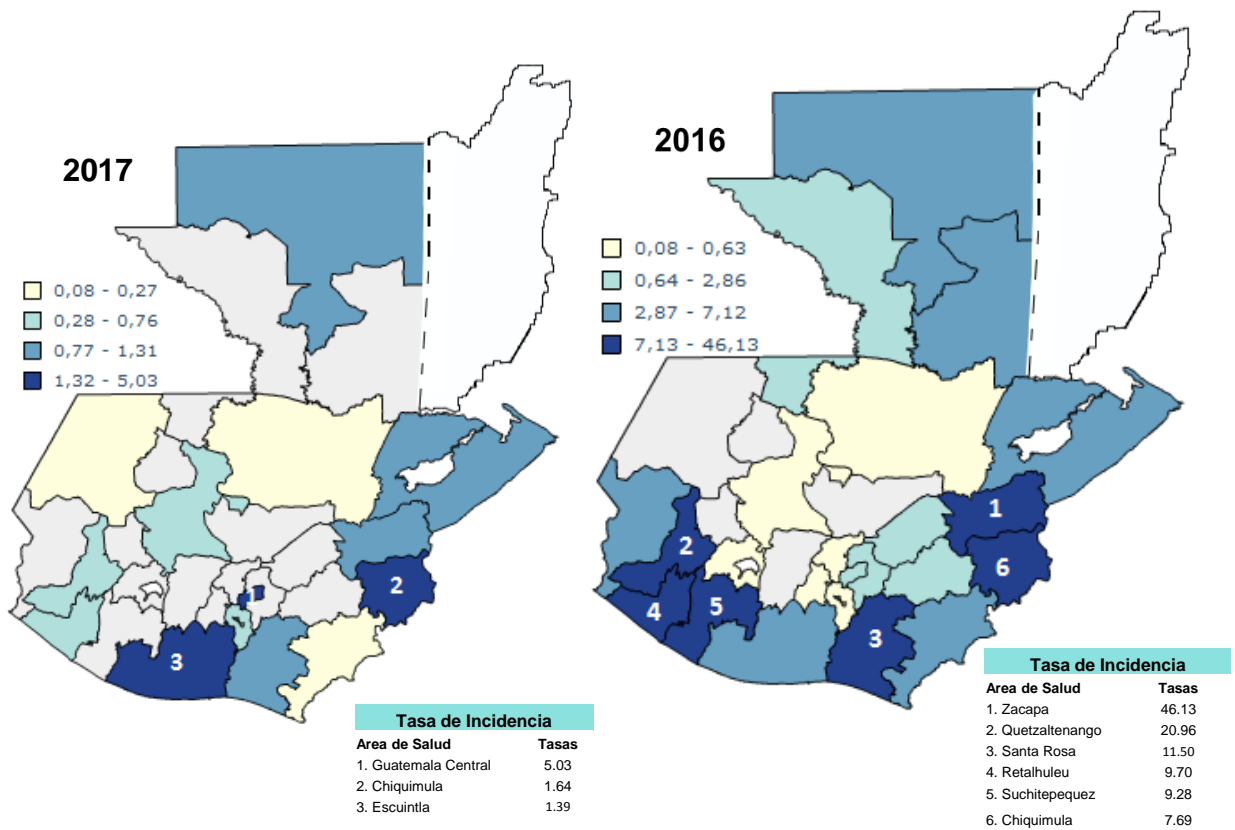 2017
0,08 - 0,27
0,28 - 0,76
0,77 - 1,31
1,32 - 5,03
1
2
3
Tasa de Incidencia
Area de Salud Tasas
1. Guatemala Central 5.03
2. Chiquimula 1.64
3. Escuintla 1.39
2016
0,08 - 0,63
0,64 - 2,86
2,87 - 7,12
7,13 - 46,13
1
2
6
5
4
3
Tasa de Incidencia
Area de Salud Tasas
1. Zacapa 46.13
2. Quetzaltenango 20.96
3. Santa Rosa 11.50
4. Retalhuleu 9.70
5. Suchitepequez 9.28
6. Chiquimula 7.69